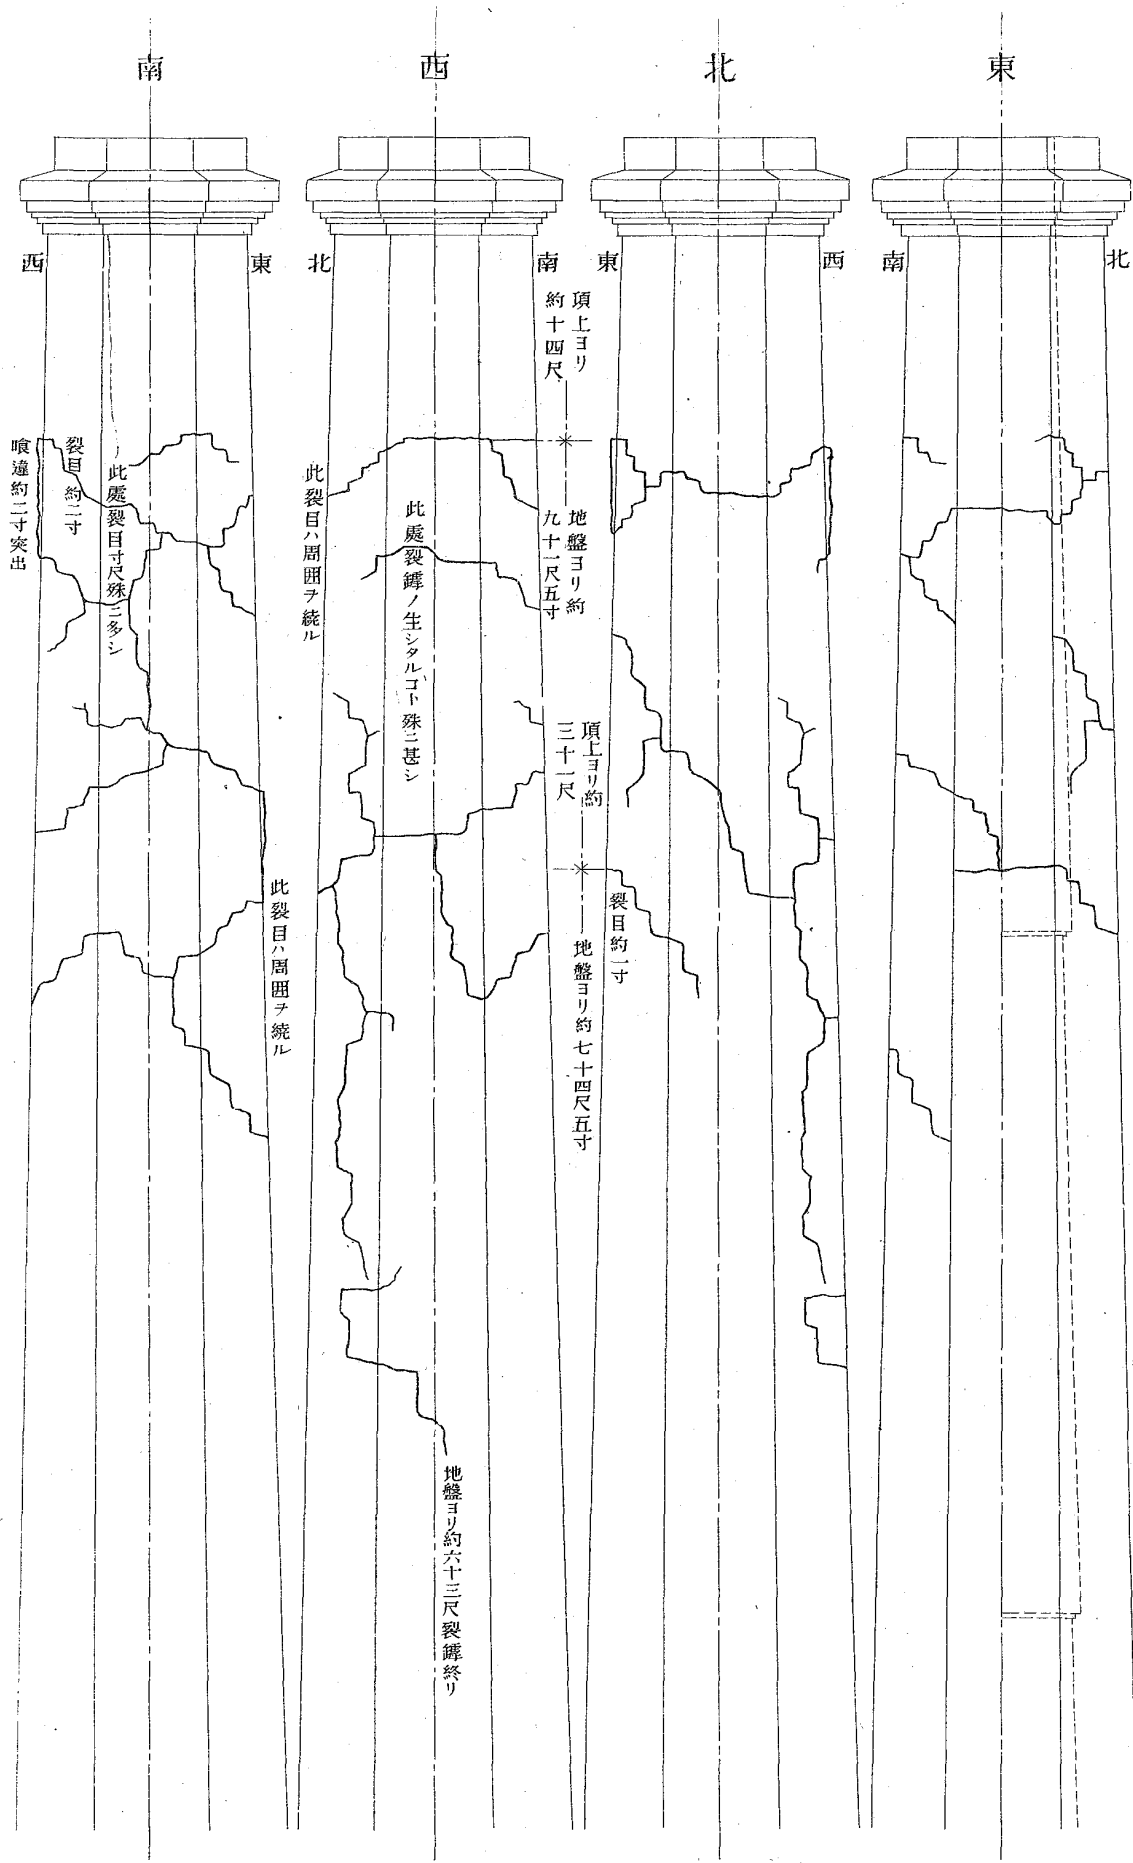 南
西
北
東
西
東
北
南
東
西
南
北
頂上ヨリ
約十四尺
地盤ヨリ約
九十一尺五寸
裂目約二寸
喰違約二寸突出
此處裂目寸尺殊ニ多シ
此裂目ハ周囲ヲ繞ル
此處裂罅ノ生シタルコト殊ニ甚シ
頂上ヨリ約
三十一尺
裂目約一寸
地盤ヨリ約七十四尺五寸
此裂目ハ周囲ヲ繞ル
地盤ヨリ約六十三尺裂罅終リ